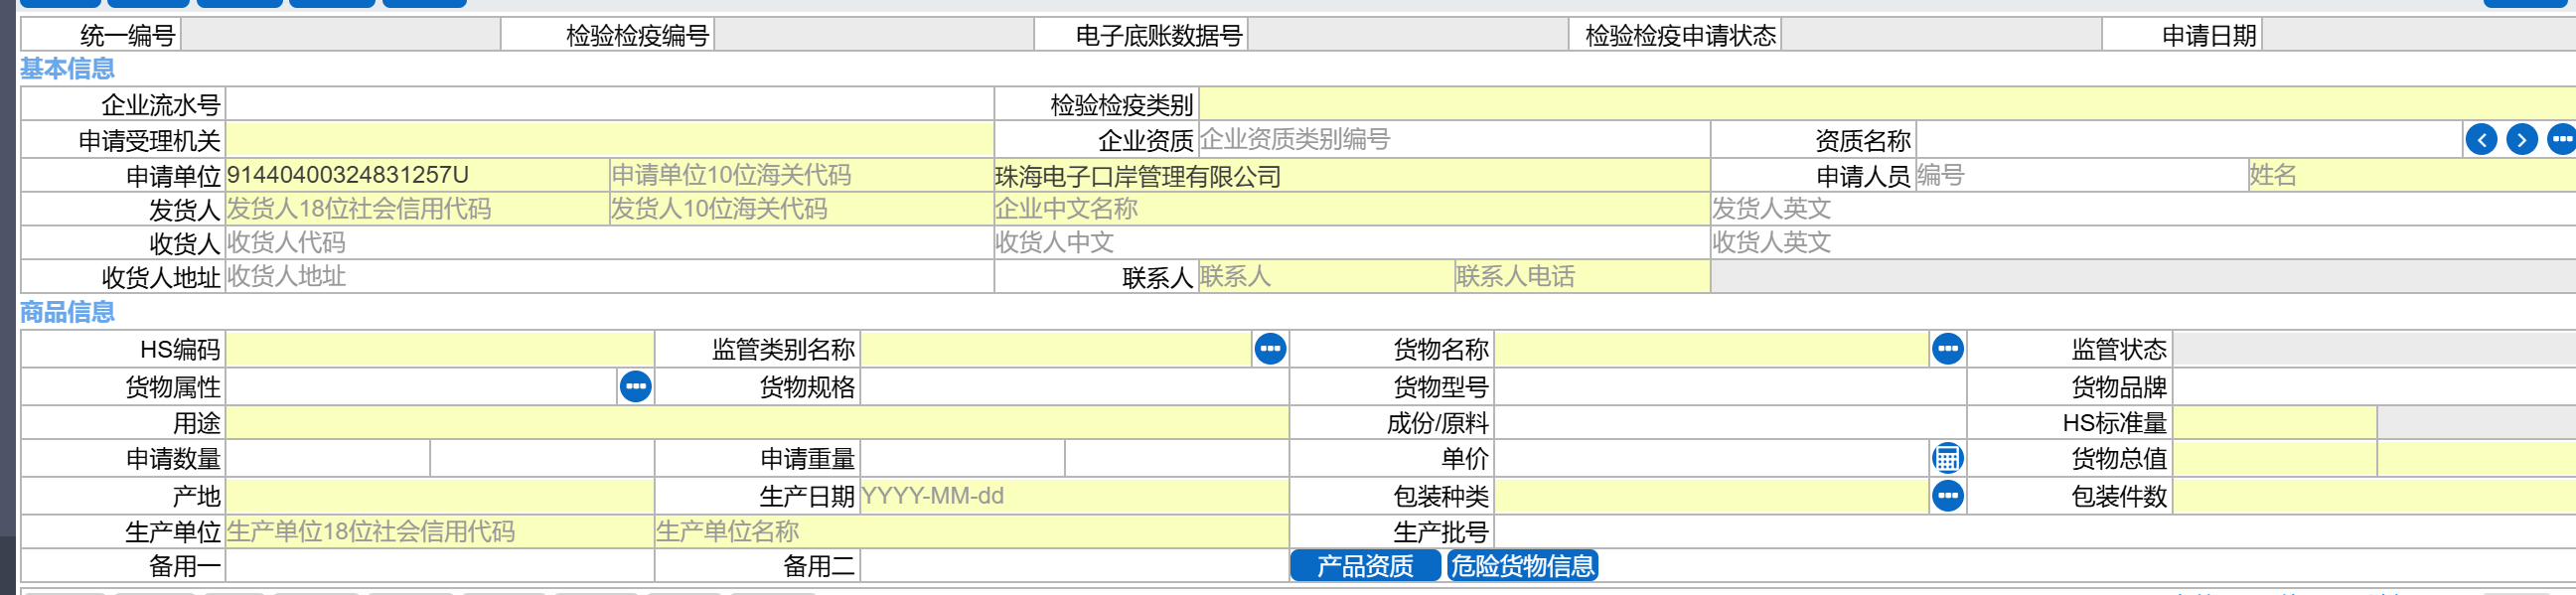 统一编号 检验检疫编号 电子底账数据号 检验检疫申请状态 申请日期
基本信息
企业流水号 检验检疫类别
申请受理机关 企业资质 企业资质类别编号 资质名称
申请单位 91440400324831257U 申请单位10位海关代码 珠海电子口岸管理有限公司 申请人员 编号 姓名
发货人 发货人18位社会信用代码 发货人10位海关代码 企业中文名称 发货人英文
收货人 收货人代码 收货人中文 收货人英文
收货人地址 收货人地址 联系人 联系人 联系人电话
商品信息
HS编码 监管类别名称 货物名称 监管状态
货物属性 货物规格 货物型号 货物品牌
用途 成份/原料 HS标准量
申请数量 申请重量 单价 货物总值
产地 生产日期 YYYY-MM-dd 包装种类 包装件数
生产单位 生产单位18位社会信用代码 生产单位名称 生产批号
备用一 备用二 产品资质 危险货物信息